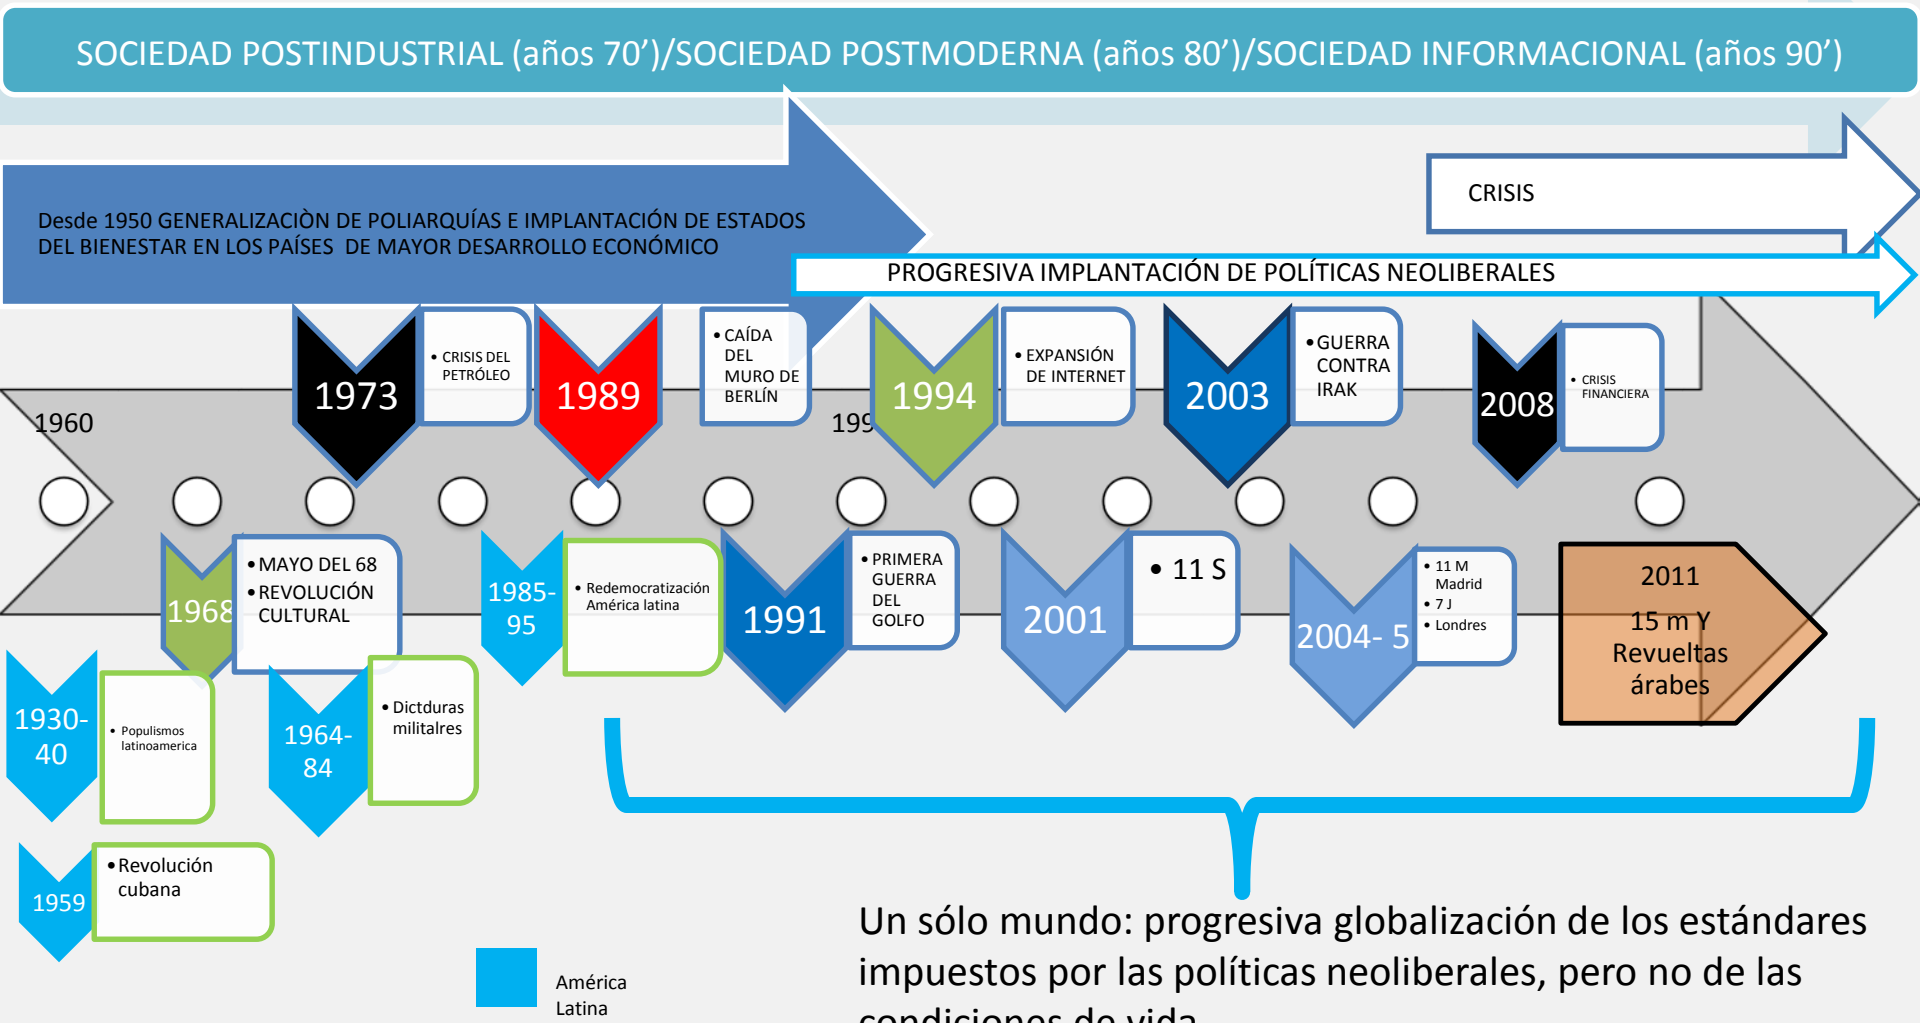 SOCIEDAD POSTINDUSTRIAL (años 70’)/SOCIEDAD POSTMODERNA (años 80’)/SOCIEDAD INFORMACIONAL (años 90’)
Desde 1950 GENERALIZACIÒN DE POLIARQUÍAS E IMPLANTACIÓN DE ESTADOS
DEL BIENESTAR EN LOS PAÍSES DE MAYOR DESARROLLO ECONÓMICO
CRISIS
PROGRESIVA IMPLANTACIÓN DE POLÍTICAS NEOLIBERALES
1960
1973
• CRISIS DEL
PETRÓLEO
1989
• CAÍDA
DEL
MURO DE
BERLÍN
199
1994
• EXPANSIÓN
DE INTERNET
2003
• GUERRA
CONTRA
IRAK
2008
• CRISIS
FINANCIERA
1968
• MAYO DEL 68
• REVOLUCIÓN
CULTURAL
1985-
95
• Redemocratización
América latina
1991
• PRIMERA
GUERRA
DEL
GOLFO
2001
• 11 S
2004- 5
• 11 M
Madrid
• 7 J
• Londres
2011
15 m Y
Revueltas
árabes
1930-
40
• Populismos
latinoamerica
1964-
84
• Dictduras
militalres
1959
• Revolución
cubana
América
Latina
Un sólo mundo: progresiva globalización de los estándares
impuestos por las políticas neoliberales, pero no de las
condiciones de vida